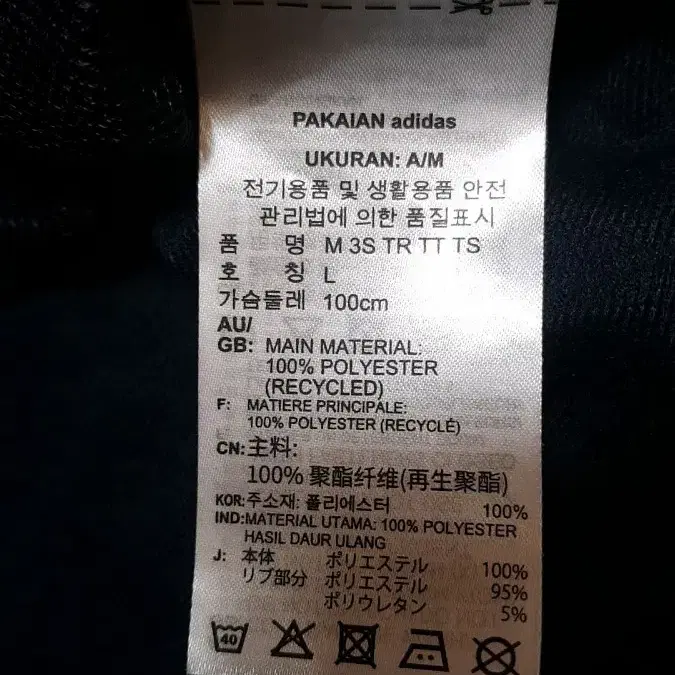 PAKAIAN adidas
UKURAN: A/M
전기용품 및 생활용품 안전
관리법에 의한 품질표시
품 명 M 3S TR TT TS
호 칭 L
가슴둘레 100cm
AU/
GB: MAIN MATERIAL:
100% POLYESTER
(RECYCLED)
F: MATIERE PRINCIPALE:
100% POLYESTER (RECYCLÉ)
CN: 主料:
100% 聚酯纤维(再生聚酯)
KOR: 주소재: 폴리에스터 100%
IND: MATERIAL UTAMA: 100% POLYESTER
HASIL DAUR ULANG
J: 本体 ポリエステル 100%
リブ部分 ポリエステル 95%
ポリウレタン 5%
40